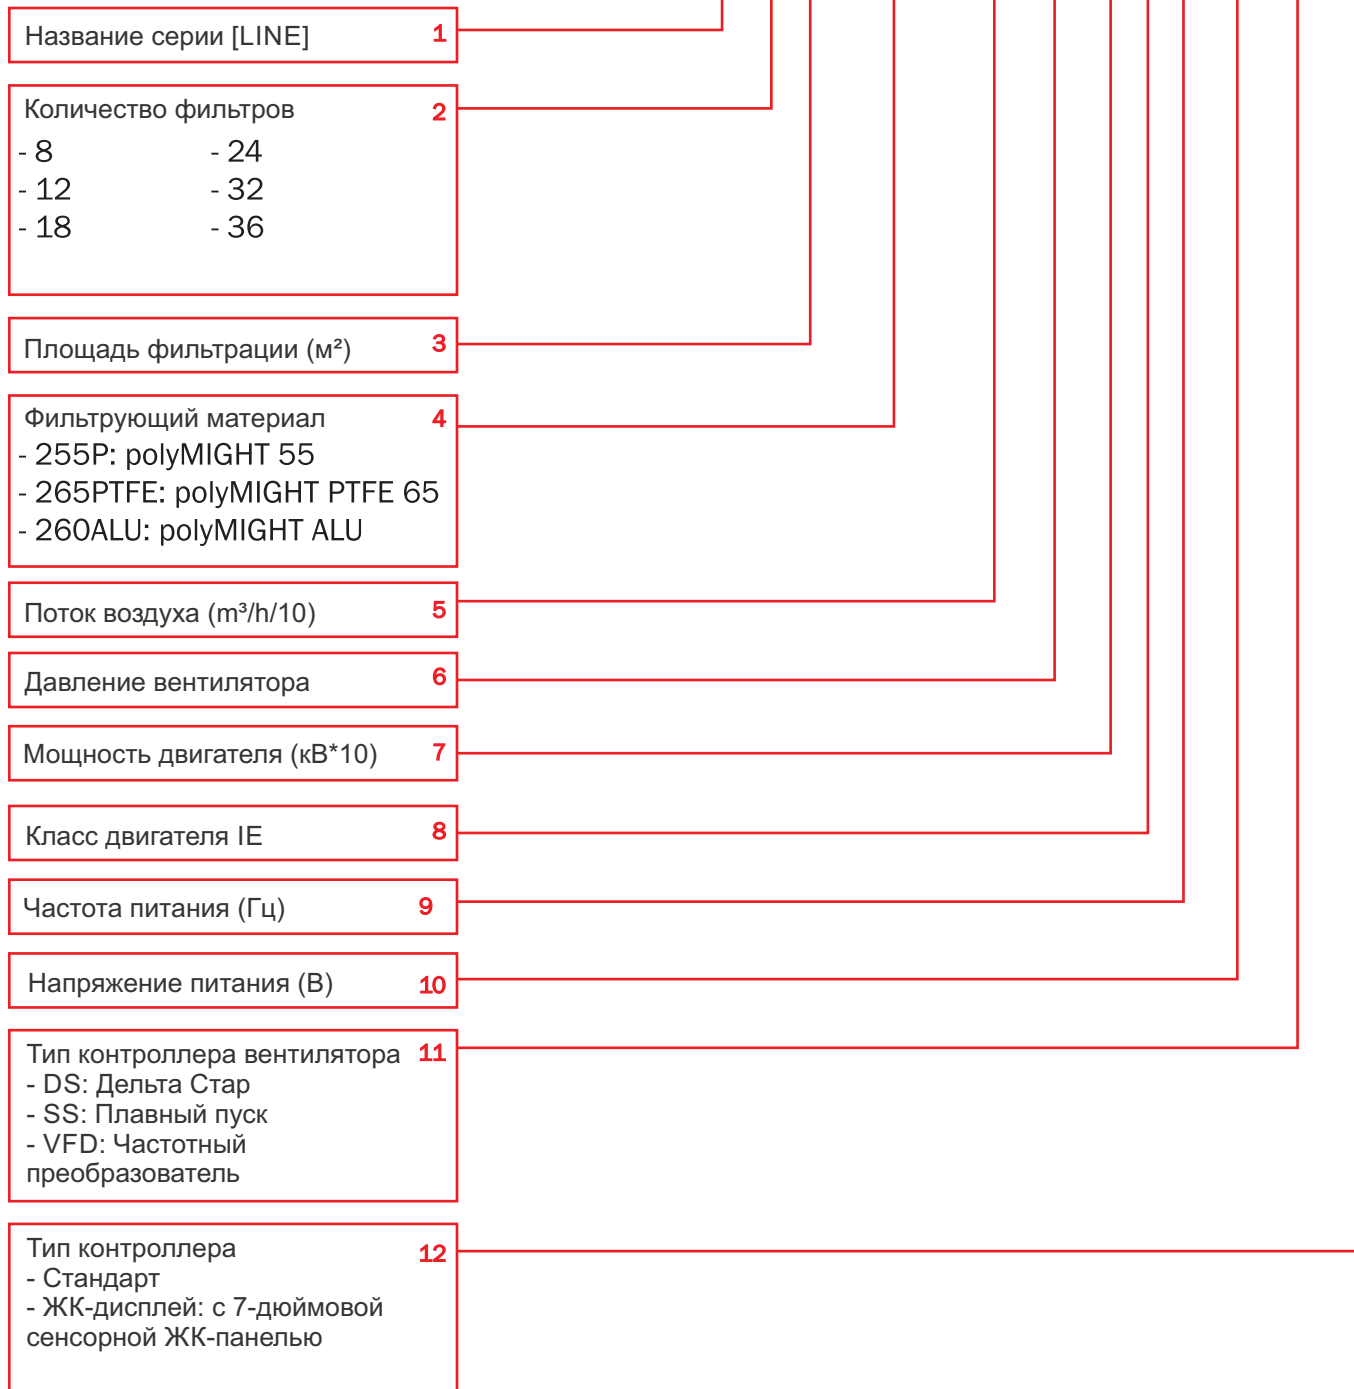 Название серии [LINE] 1
Количество фильтров 2
- 8 - 24
- 12 - 32
- 18 - 36
Площадь фильтрации (м²) 3
Фильтрующий материал 4
- 255P: polyMIGHT 55
- 265PTFE: polyMIGHT PTFE 65
- 260ALU: polyMIGHT ALU
Поток воздуха (m³/h/10) 5
Давление вентилятора 6
Мощность двигателя (кВ*10) 7
Класс двигателя IE 8
Частота питания (Гц) 9
Напряжение питания (В) 10
Тип контроллера вентилятора 11
- DS: Дельта Стар
- SS: Плавный пуск
- VFD: Частотный
преобразователь
Тип контроллера 12
- Стандарт
- ЖК-дисплей: с 7-дюймовой
сенсорной ЖК-панелью